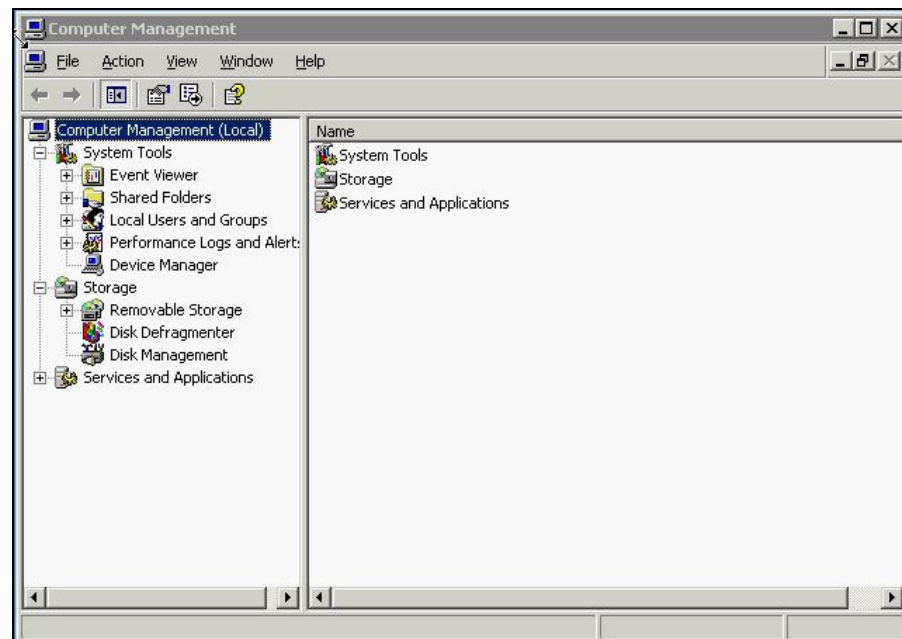 Computer Management
File Action View Window Help
Computer Management (Local)
System Tools
Event Viewer
Shared Folders
Local Users and Groups
Performance Logs and Alert
Device Manager
Storage
Removable Storage
Disk Defragmenter
Disk Management
Services and Applications
Name
System Tools
Storage
Services and Applications